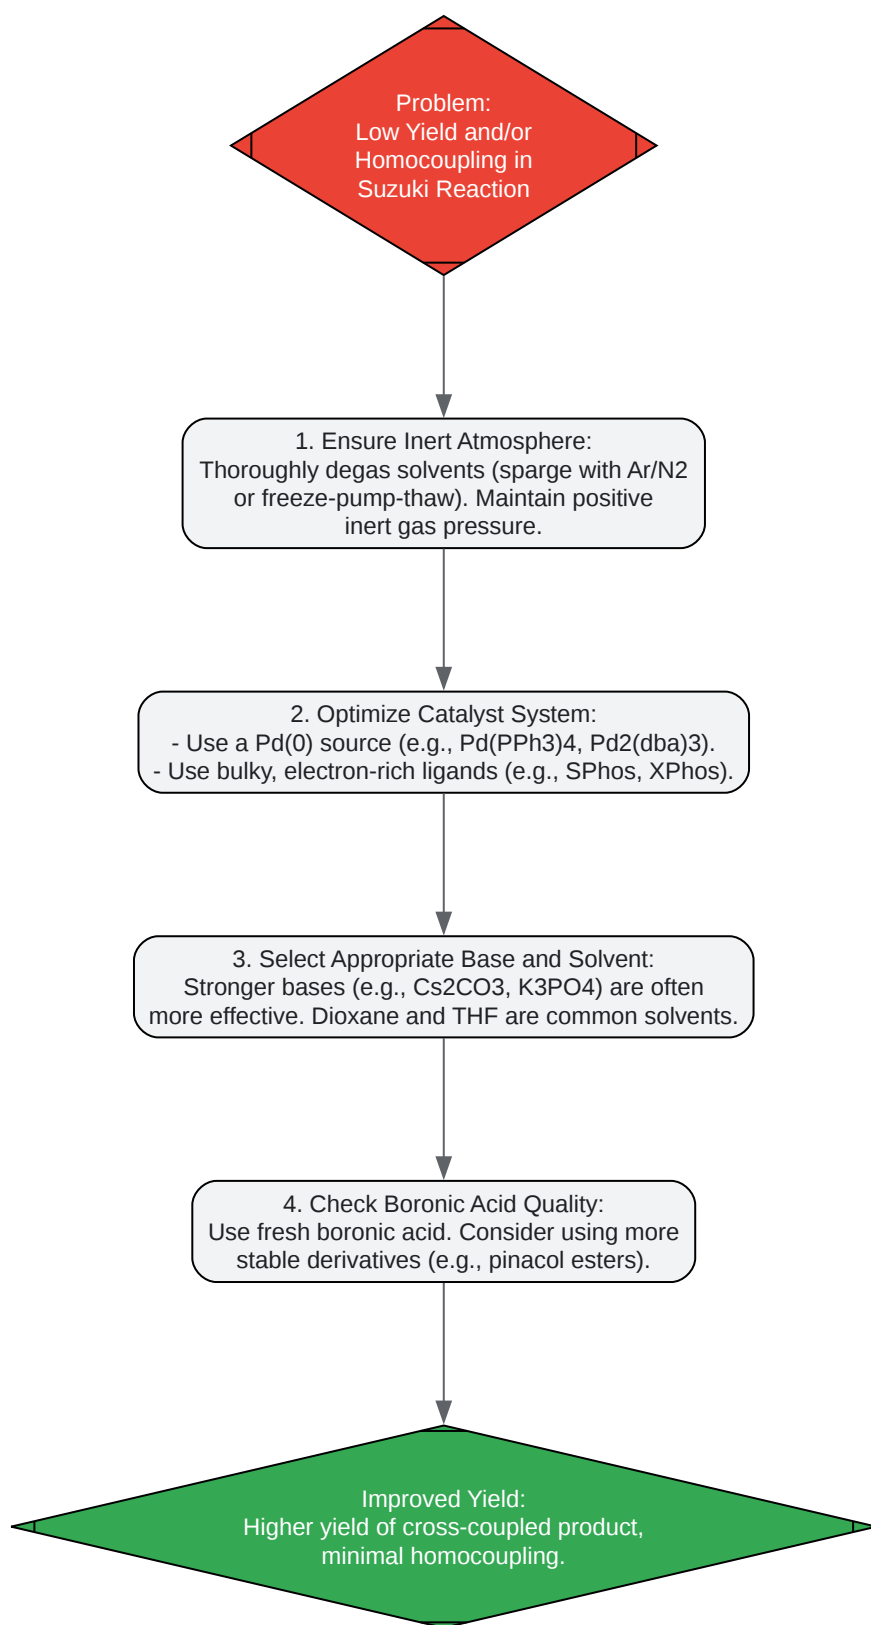 Problem:
Low Yield and/or
Homocoupling in
Suzuki Reaction
1. Ensure Inert Atmosphere:
Thoroughly degas solvents (sparge with Ar/N2
or freeze-pump-thaw). Maintain positive
inert gas pressure.
2. Optimize Catalyst System:
- Use a Pd(0) source (e.g., Pd(PPh3)4, Pd2(dba)3).
- Use bulky, electron-rich ligands (e.g., SPhos, XPhos).
3. Select Appropriate Base and Solvent:
Stronger bases (e.g., Cs2CO3, K3PO4) are often
more effective. Dioxane and THF are common solvents.
4. Check Boronic Acid Quality:
Use fresh boronic acid. Consider using more
stable derivatives (e.g., pinacol esters).
Improved Yield:
Higher yield of cross-coupled product,
minimal homocoupling.